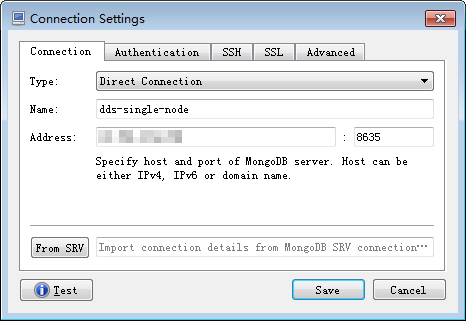 Connection Settings
Connection Authentication SSH SSL Advanced
Type: Direct Connection
Name: dds-single-node
Address: : 8635
Specify host and port of MongoDB server. Host can be
either IPv4, IPv6 or domain name.
From SRV Import connection details from MongoDB SRV connection···
Test Save Cancel